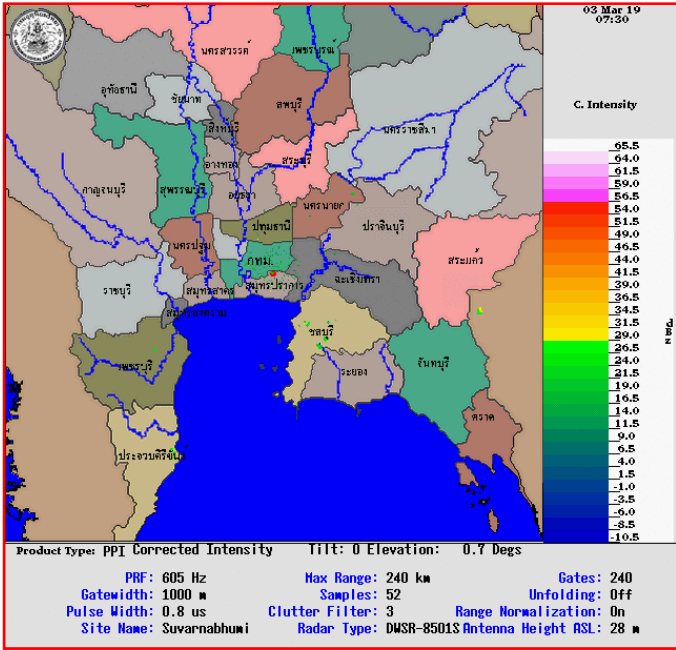 03 Mar 19
07:30
C. Intensity
นครสวรรค์
เพชรบูรณ์
อุทัยธานี
ชัยนาท
ลพบุรี
สิงห์บุรี
นครราชสีมา
อ่างทอง
สระบุรี
กาญจนบุรี
สุพรรณบุรี
อยุธยา
นครนายก
ปทุมธานี
ปราจีนบุรี
นครปฐม
กทม.
สระแก้ว
ราชบุรี
สมุทรสาคร
สมุทรปราการ
ฉะเชิงเทรา
สมุทรสงคราม
ชลบุรี
เพชรบุรี
ระยอง
จันทบุรี
ตราด
ประจวบคีรีขันธ์
65.5
64.0
61.5
59.0
56.5
54.0
51.5
49.0
46.5
44.0
41.5
39.0
36.5
34.5
31.5
29.0
26.5
24.0
21.5
19.0
16.5
14.0
11.5
9.0
6.5
4.0
1.5
-1.0
-3.5
-6.0
-8.5
-10.5
Product Type: PPI Corrected Intensity Tilt: 0 Elevation: 0.7 Degs
PRF: 605 Hz Max Range: 240 km Gates: 240
Gatewidth: 1000 m Samples: 52 Unfolding: Off
Pulse Width: 0.8 us Clutter Filter: 3 Range Normalization: On
Site Name: Suvarnabhumi Radar Type: DWSR-8501S Antenna Height ASL: 28 m